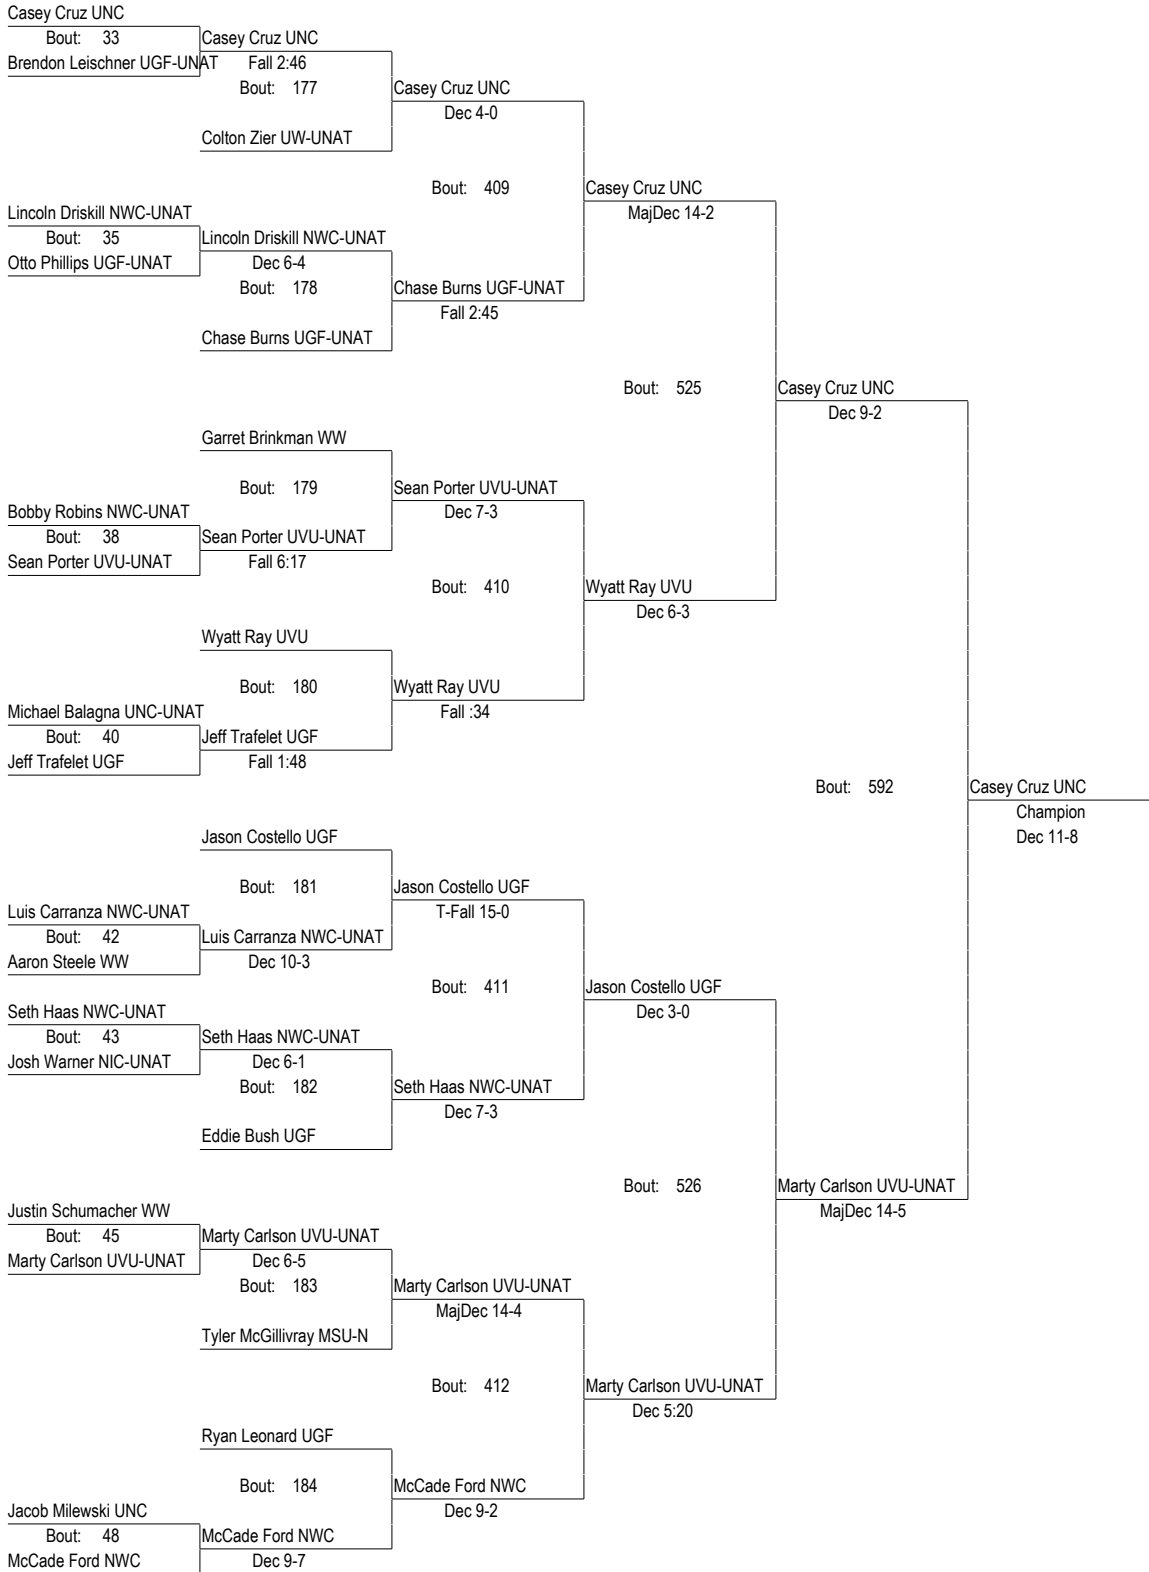 Casey Cruz UNC
Bout: 33
Casey Cruz UNC
Brendon Leischner UGF-UNAT
Fall 2:46
Bout: 177
Casey Cruz UNC
Dec 4-0
Colton Zier UW-UNAT
Bout: 409
Casey Cruz UNC
MajDec 14-2
Lincoln Driskill NWC-UNAT
Bout: 35
Lincoln Driskill NWC-UNAT
Otto Phillips UGF-UNAT
Dec 6-4
Bout: 178
Chase Burns UGF-UNAT
Fall 2:45
Chase Burns UGF-UNAT
Bout: 525
Casey Cruz UNC
Dec 9-2
Garret Brinkman WW
Bout: 179
Sean Porter UVU-UNAT
Dec 7-3
Bobby Robins NWC-UNAT
Bout: 38
Sean Porter UVU-UNAT
Sean Porter UVU-UNAT
Fall 6:17
Bout: 410
Wyatt Ray UVU
Dec 6-3
Wyatt Ray UVU
Bout: 180
Wyatt Ray UVU
Fall :34
Michael Balagna UNC-UNAT
Bout: 40
Jeff Trafelet UGF
Jeff Trafelet UGF
Fall 1:48
Bout: 592
Casey Cruz UNC
Champion
Dec 11-8
Jason Costello UGF
Bout: 181
Jason Costello UGF
T-Fall 15-0
Luis Carranza NWC-UNAT
Bout: 42
Luis Carranza NWC-UNAT
Aaron Steele WW
Dec 10-3
Bout: 411
Jason Costello UGF
Dec 3-0
Seth Haas NWC-UNAT
Bout: 43
Seth Haas NWC-UNAT
Josh Warner NIC-UNAT
Dec 6-1
Bout: 182
Seth Haas NWC-UNAT
Dec 7-3
Eddie Bush UGF
Bout: 526
Marty Carlson UVU-UNAT
MajDec 14-5
Justin Schumacher WW
Bout: 45
Marty Carlson UVU-UNAT
Marty Carlson UVU-UNAT
Dec 6-5
Bout: 183
Marty Carlson UVU-UNAT
MajDec 14-4
Tyler McGillivray MSU-N
Bout: 412
Marty Carlson UVU-UNAT
Dec 5:20
Ryan Leonard UGF
Bout: 184
McCade Ford NWC
Dec 9-2
Jacob Milewski UNC
Bout: 48
McCade Ford NWC
McCade Ford NWC
Dec 9-7